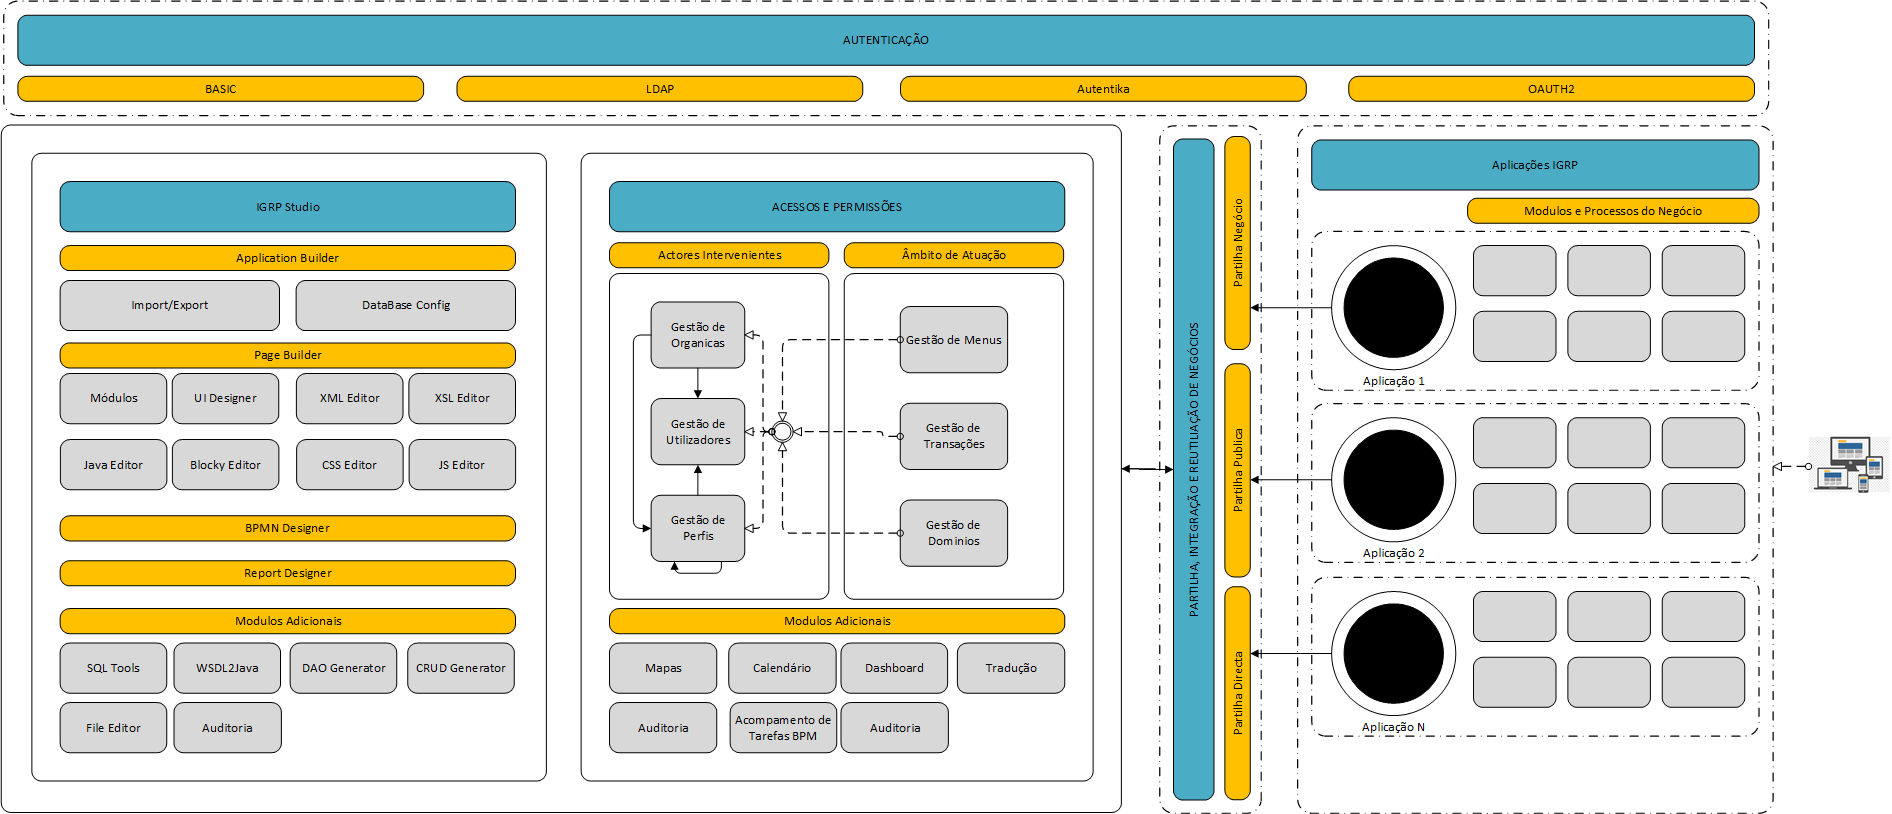 AUTENTICAÇÃO
BASIC
LDAP
Autentika
OAUTH2
IGRP Studio
Application Builder
Import/Export
DataBase Config
Page Builder
Módulos
UI Designer
XML Editor
XSL Editor
Java Editor
Blocky Editor
CSS Editor
JS Editor
BPMN Designer
Report Designer
Modulos Adicionais
SQL Tools
WSDL2Java
DAO Generator
CRUD Generator
File Editor
Auditoria
ACESSOS E PERMISSÕES
Actores Intervenientes
Âmbito de Atuação
Gestão de
Organicas
Gestão de
Utilizadores
Gestão de
Perfis
Gestão de Menus
Gestão de
Transações
Gestão de
Dominios
Modulos Adicionais
Mapas
Calendário
Dashboard
Tradução
Auditoria
Acompamento de
Tarefas BPM
Auditoria
PARTILHA, INTEGRAÇÃO E REUTILIAÇÃO DE NEGÓCIOS
Partilha Negócio
Partilha Publica
Partilha Directa
Aplicações IGRP
Modulos e Processos do Negócio
Aplicação 1
Aplicação 2
Aplicação N